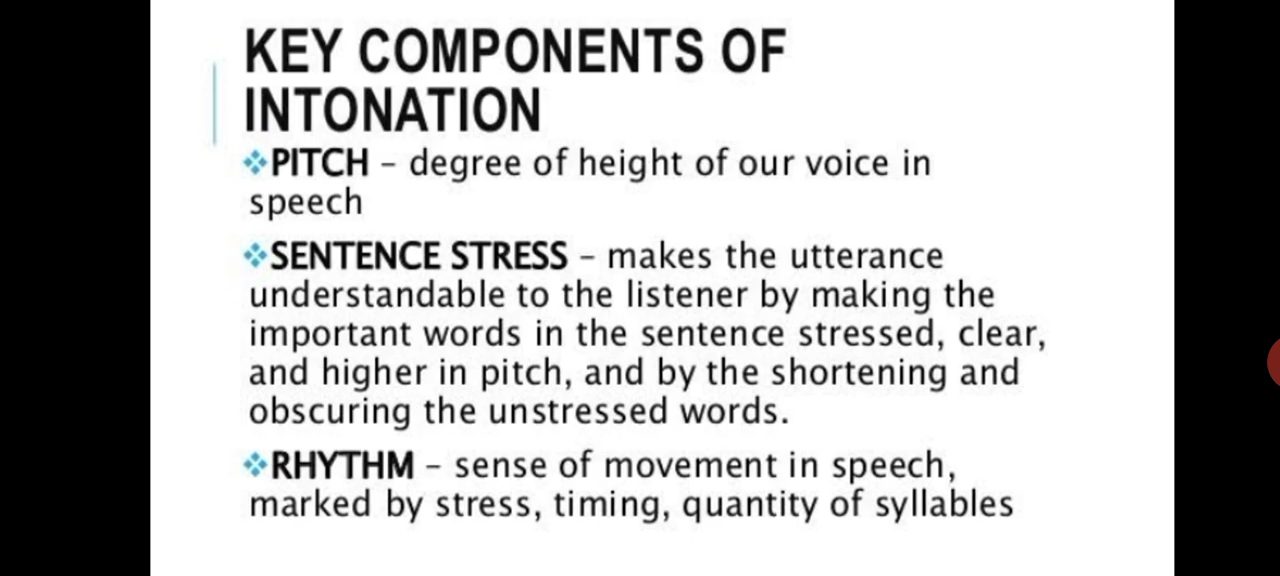 KEY COMPONENTS OF
INTONATION
❖PITCH – degree of height of our voice in
speech
❖SENTENCE STRESS – makes the utterance
understandable to the listener by making the
important words in the sentence stressed, clear,
and higher in pitch, and by the shortening and
obscuring the unstressed words.
❖RHYTHM – sense of movement in speech,
marked by stress, timing, quantity of syllables